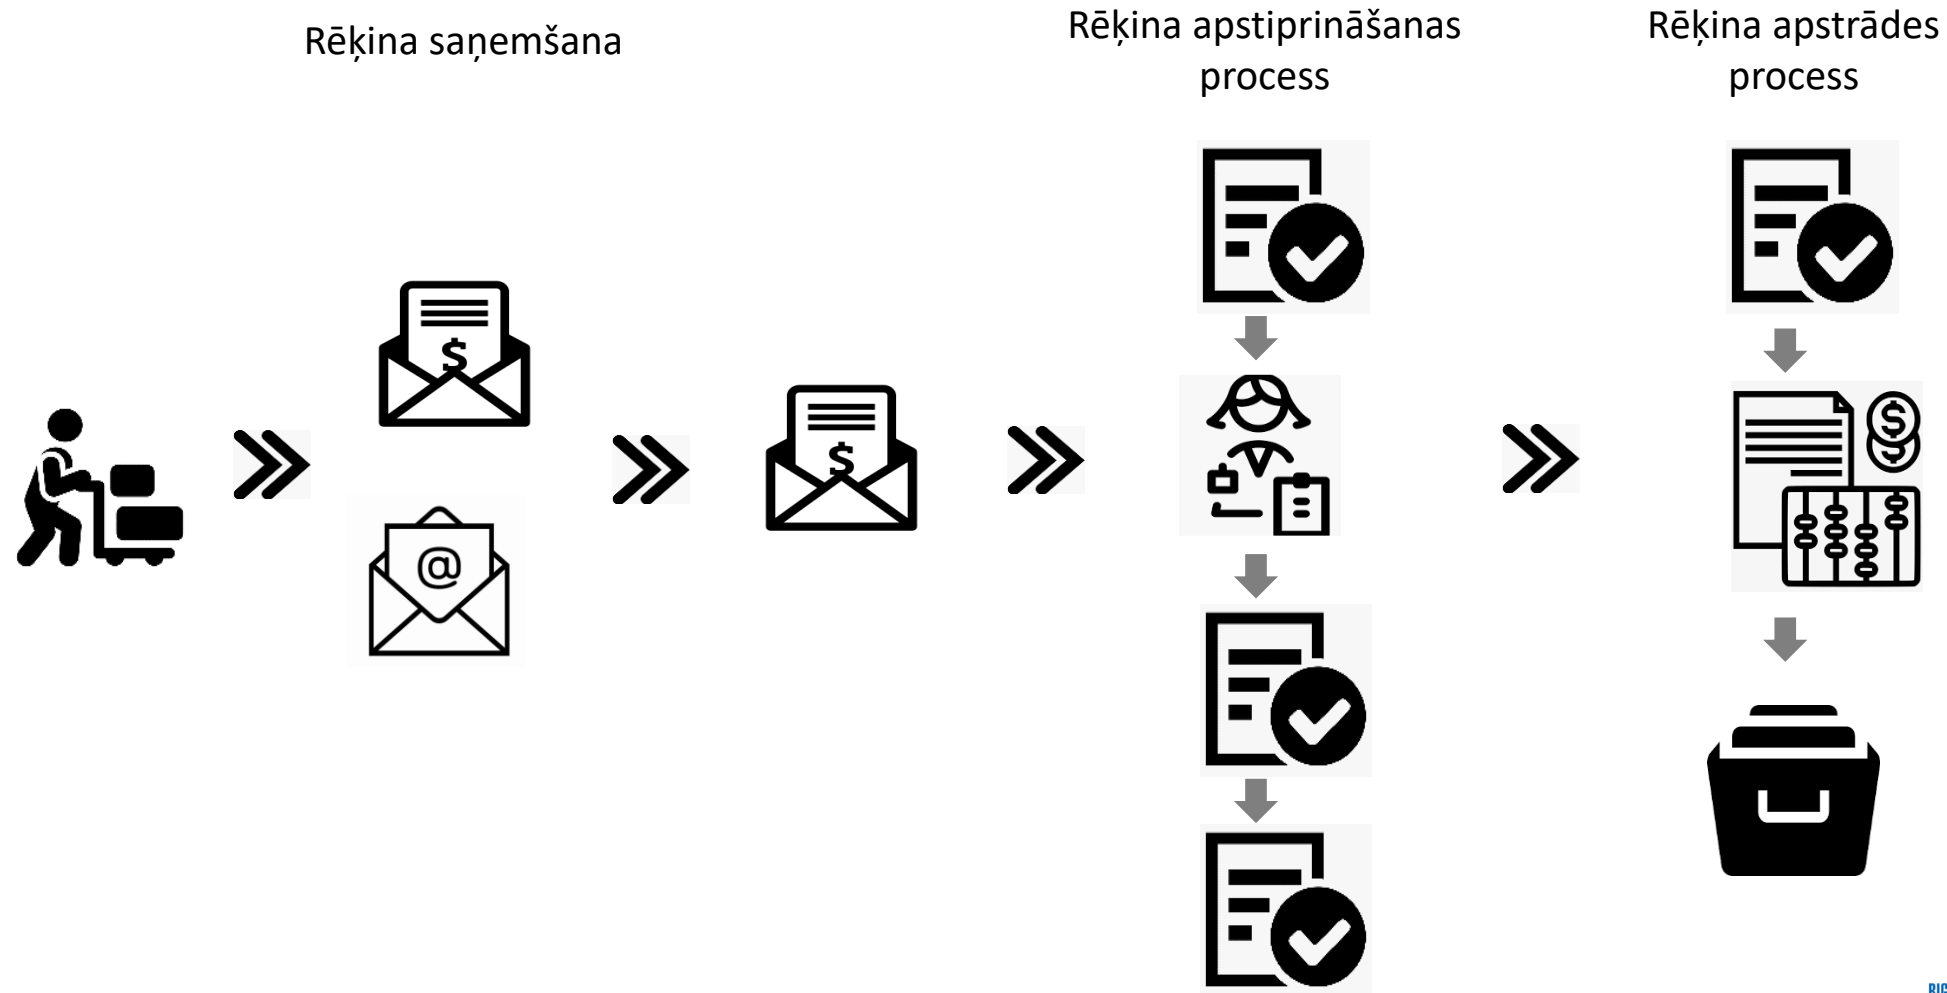 Rēķina saņemšana
Rēķina apstiprināšanas
process
Rēķina apstrādes
process
$
@
$
$